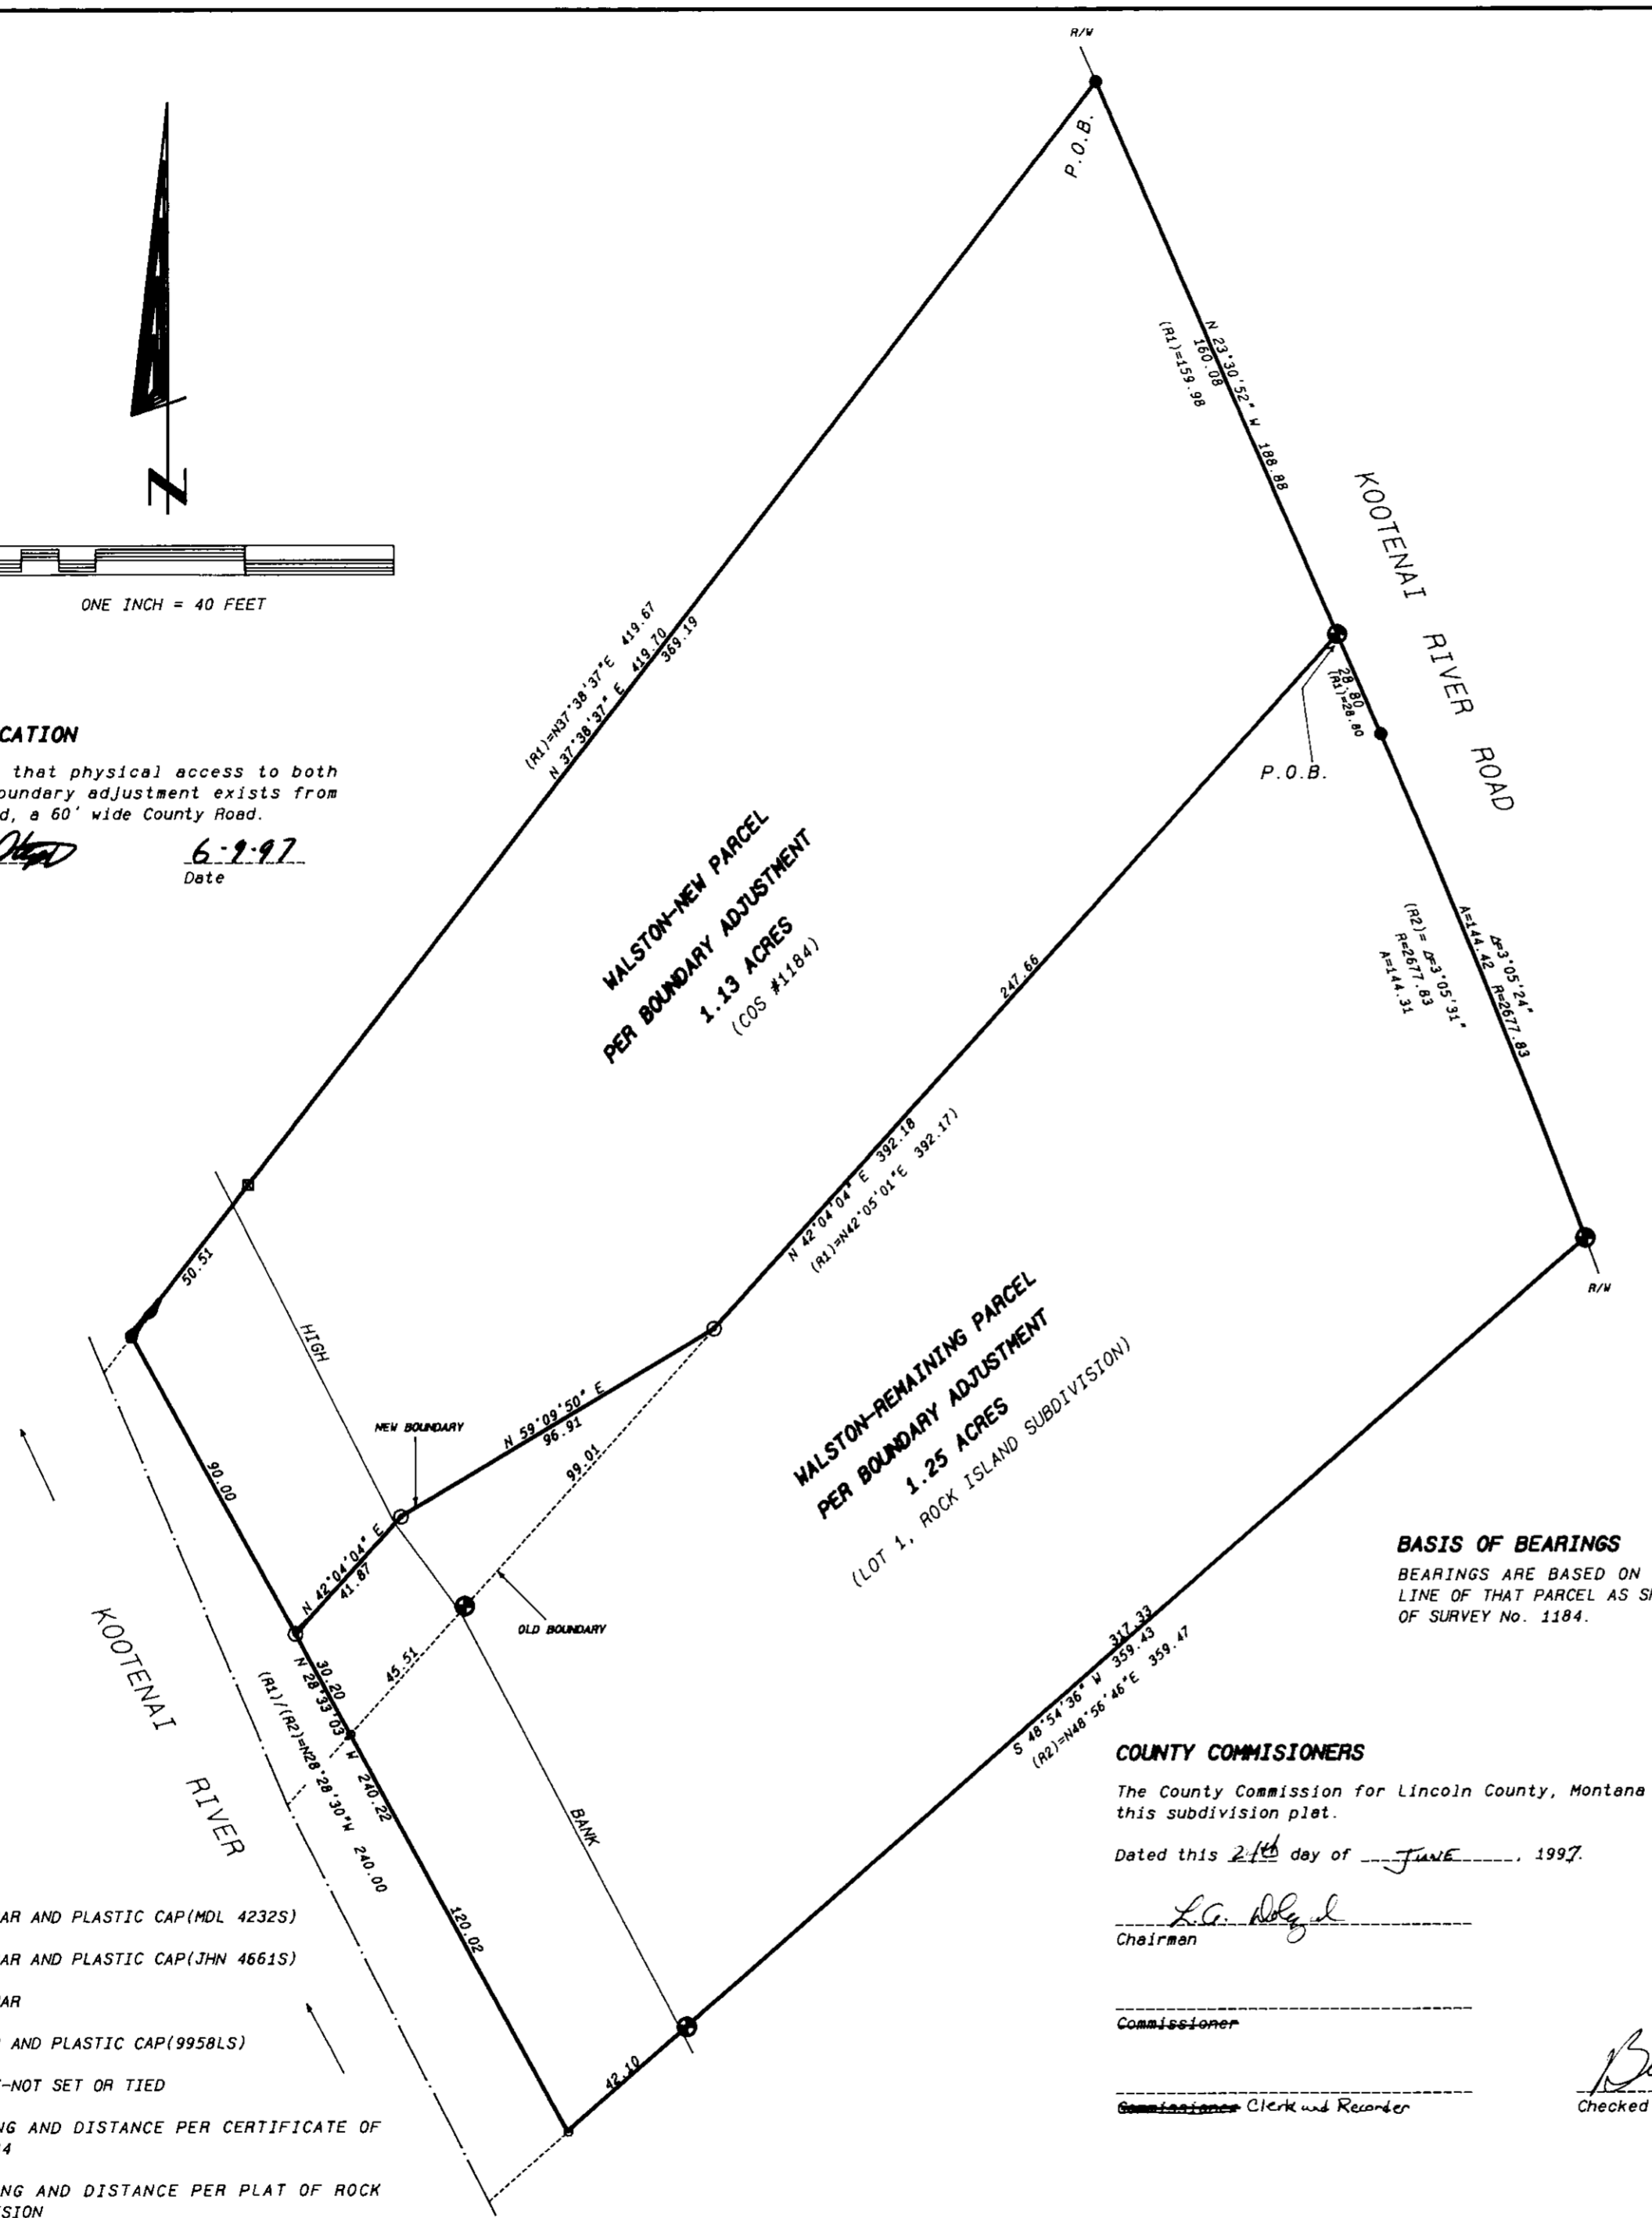 R/W
P.O.B.
N
ONE INCH = 40 FEET
N 23°30'52" W 188.88
160.08
(R1)=159.98
KOOTENAI RIVER ROAD
(R1)=N37°38'37"E 419.67
N 37°38'37" E 419.70
369.19
28.80
(R1)=28.80
P.O.B.
CATION
that physical access to both
oundary adjustment exists from
d, a 60' wide County Road.
6-9-97
Date
WALSTON-NEW PARCEL
PER BOUNDARY ADJUSTMENT
1.13 ACRES
(COS #1184)
247.66
Δ=3°05'24"
A=144.42 R=2677.83
(R2)= Δ=3°05'31"
R=2677.83
A=144.31
N 42°04'04" E 392.18
(R1)=N42°05'01"E 392.17)
R/W
50.51
HIGH
NEW BOUNDARY
N 59°09'50" E
96.91
99.01
90.00
WALSTON-REMAINING PARCEL
PER BOUNDARY ADJUSTMENT
1.25 ACRES
(LOT 1, ROCK ISLAND SUBDIVISION)
N 42°04'04" E
41.87
OLD BOUNDARY
45.51
BASIS OF BEARINGS
BEARINGS ARE BASED ON
LINE OF THAT PARCEL AS S
OF SURVEY No. 1184.
KOOTENAI RIVER
30.20
N 28°33'03" W 240.22
(R1)/(R2)=N28°28'30"W 240.00
317.33
S 48°54'36" W 359.43
(R2)=N48°56'46"E 359.47
BANK
120.02
42.10
COUNTY COMMISIONERS
The County Commission for Lincoln County, Montana
this subdivision plat.
Dated this day of JUNE, 1997.
Chairman
Commissioner
Commissioner Clerk and Recorder
Checked
AR AND PLASTIC CAP(MDL 4232S)
AR AND PLASTIC CAP(JHN 4661S)
AR
AND PLASTIC CAP(9958LS)
-NOT SET OR TIED
NG AND DISTANCE PER CERTIFICATE OF
4
NG AND DISTANCE PER PLAT OF ROCK
SION